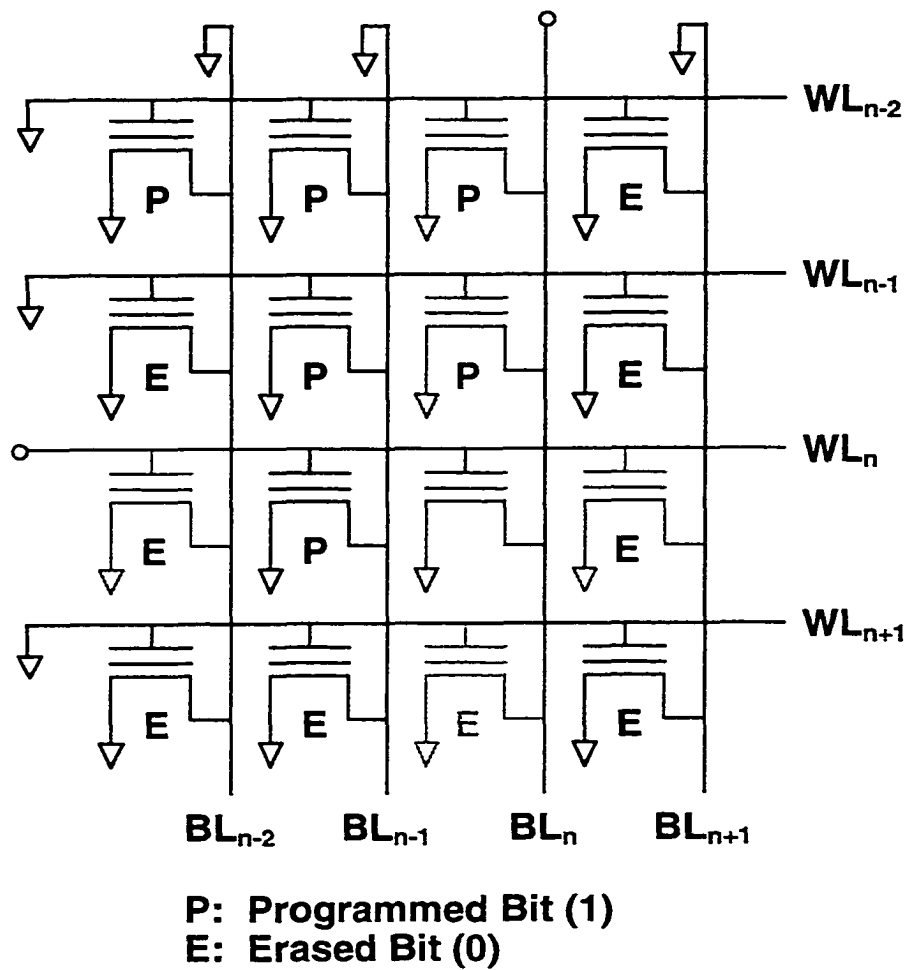 WLn-2
P P P E
WLn-1
E P P E
WLn
E P E
WLn+1
E E E E
BLn-2 BLn-1 BLn BLn+1
P: Programmed Bit (1)
E: Erased Bit (0)